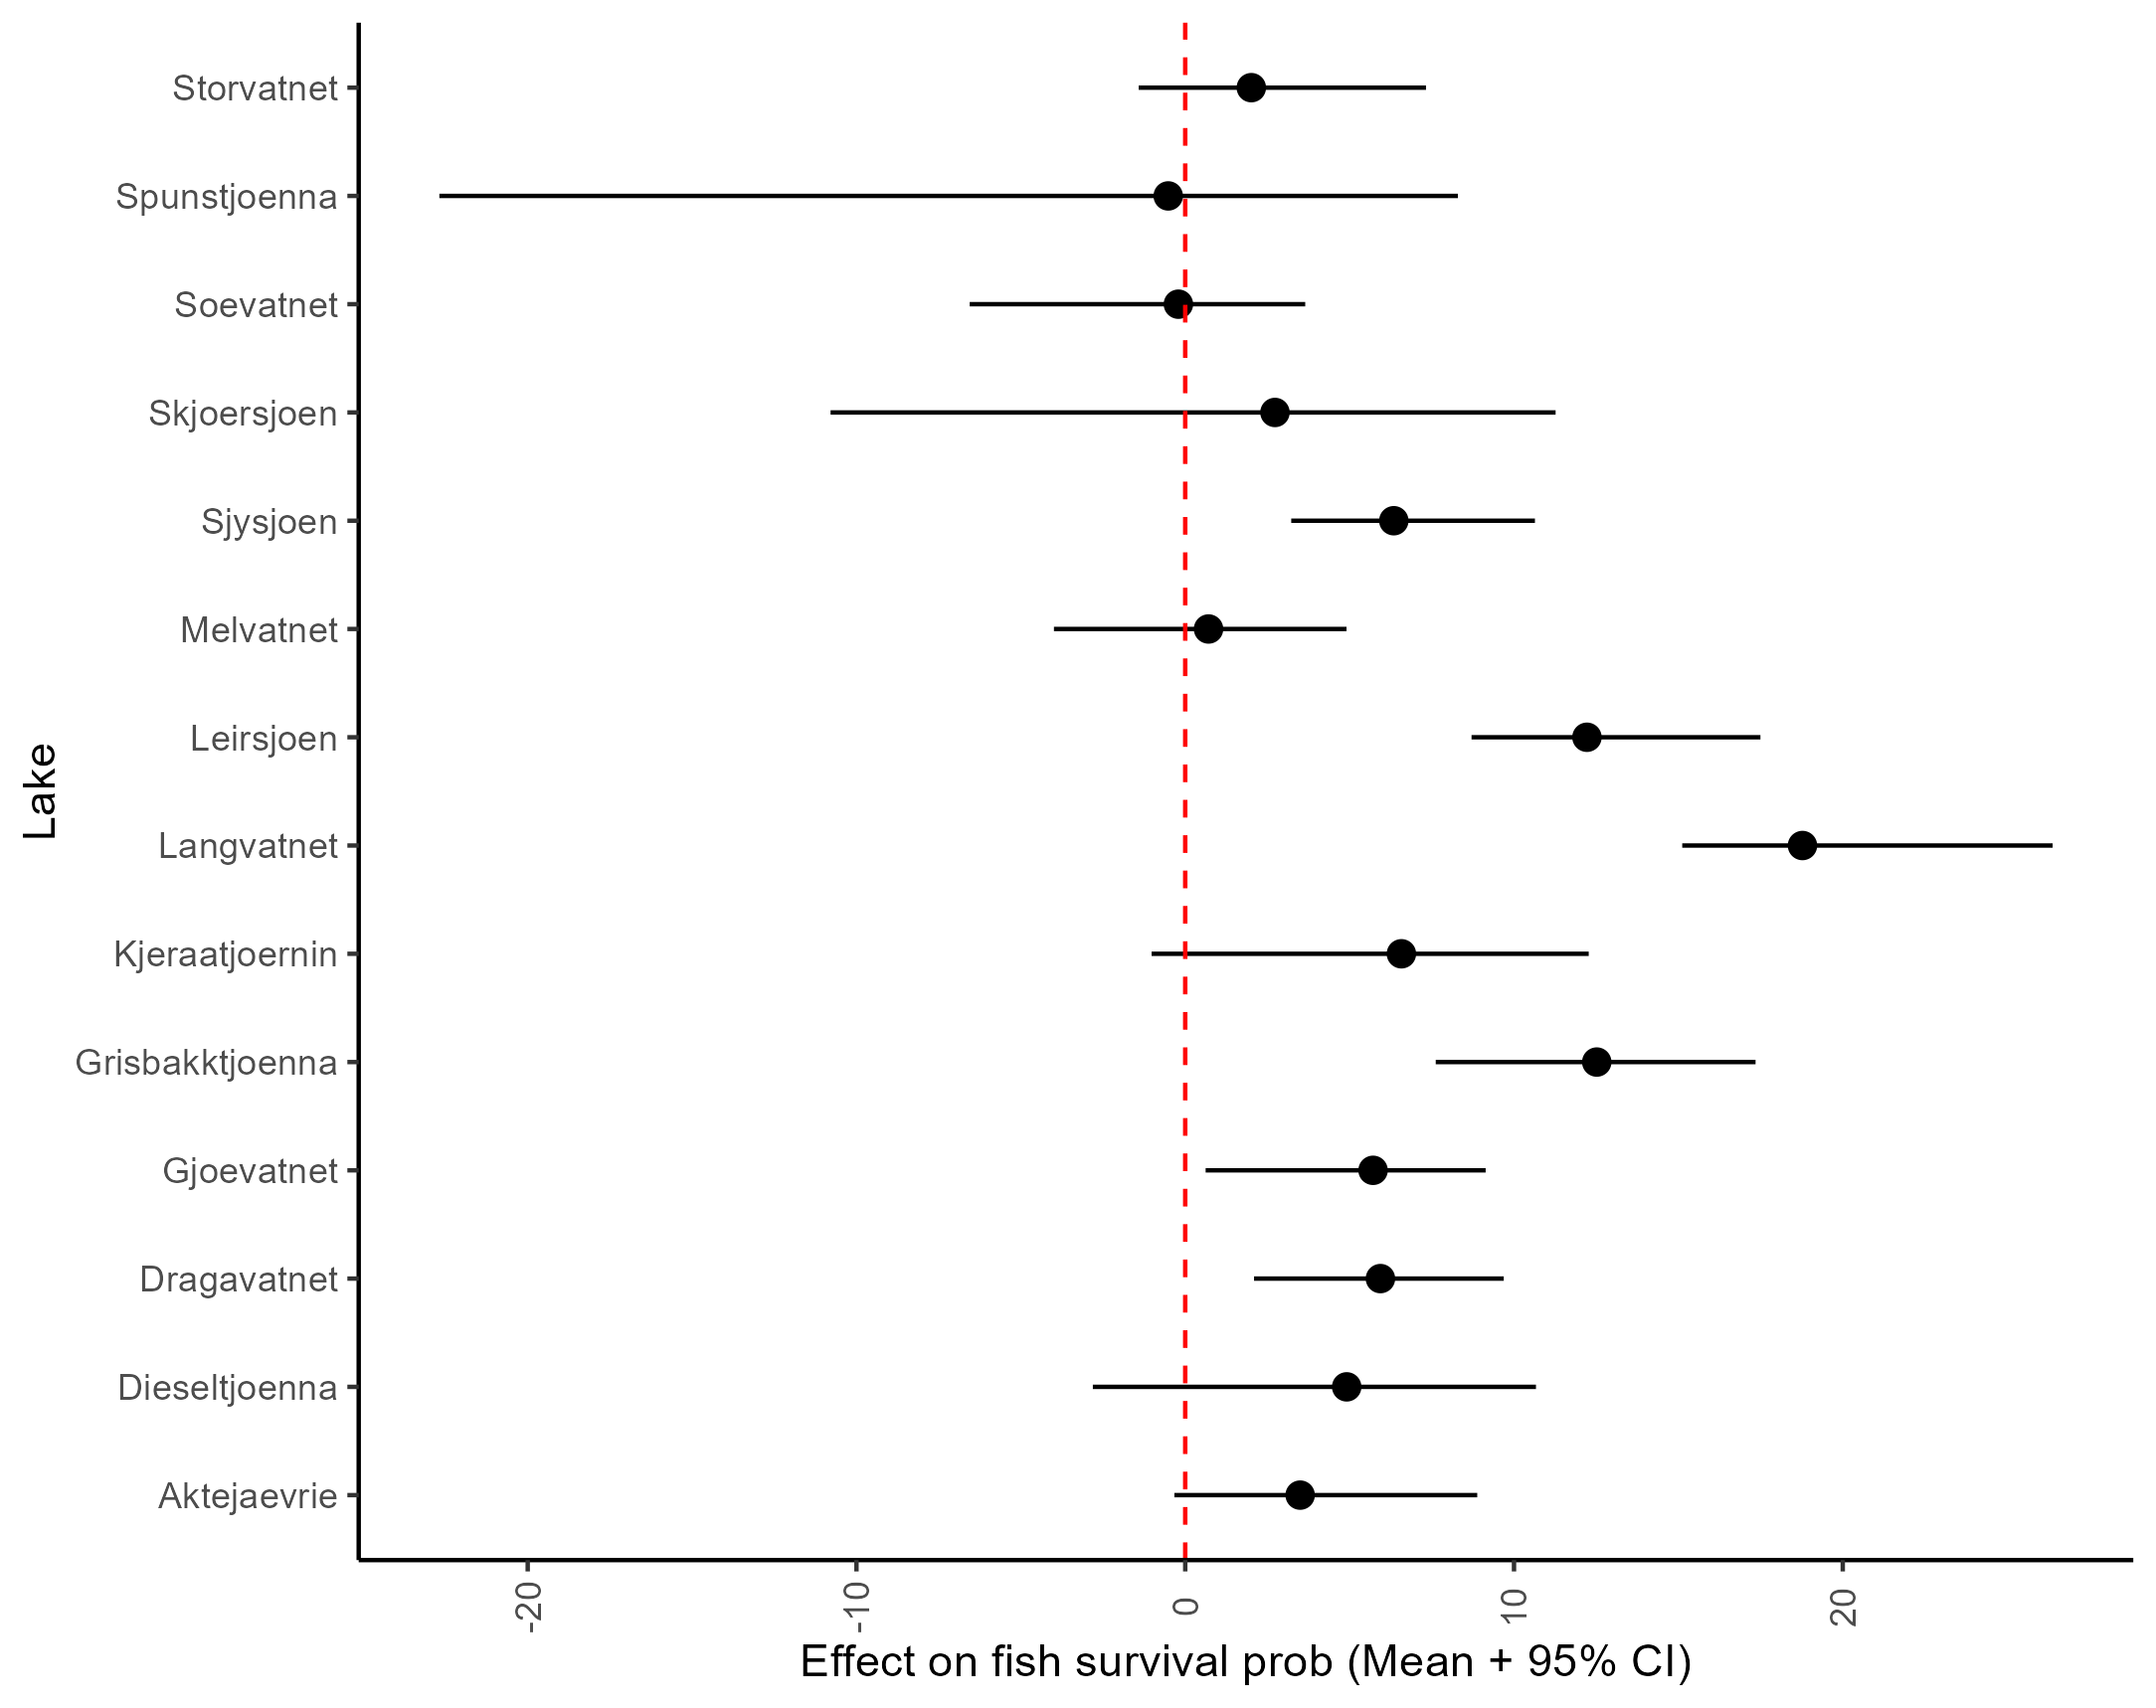 Lake
Storvatnet
Spunstjoenna
Soevatnet
Skjoersjoen
Sjysjoen
Melvatnet
Leirsjoen
Langvatnet
Kjeraatjoernin
Grisbakktjoenna
Gjoevatnet
Dragavatnet
Dieseltjoenna
Aktejaevrie
-20 -10 0 10 20
Effect on fish survival prob (Mean + 95% CI)